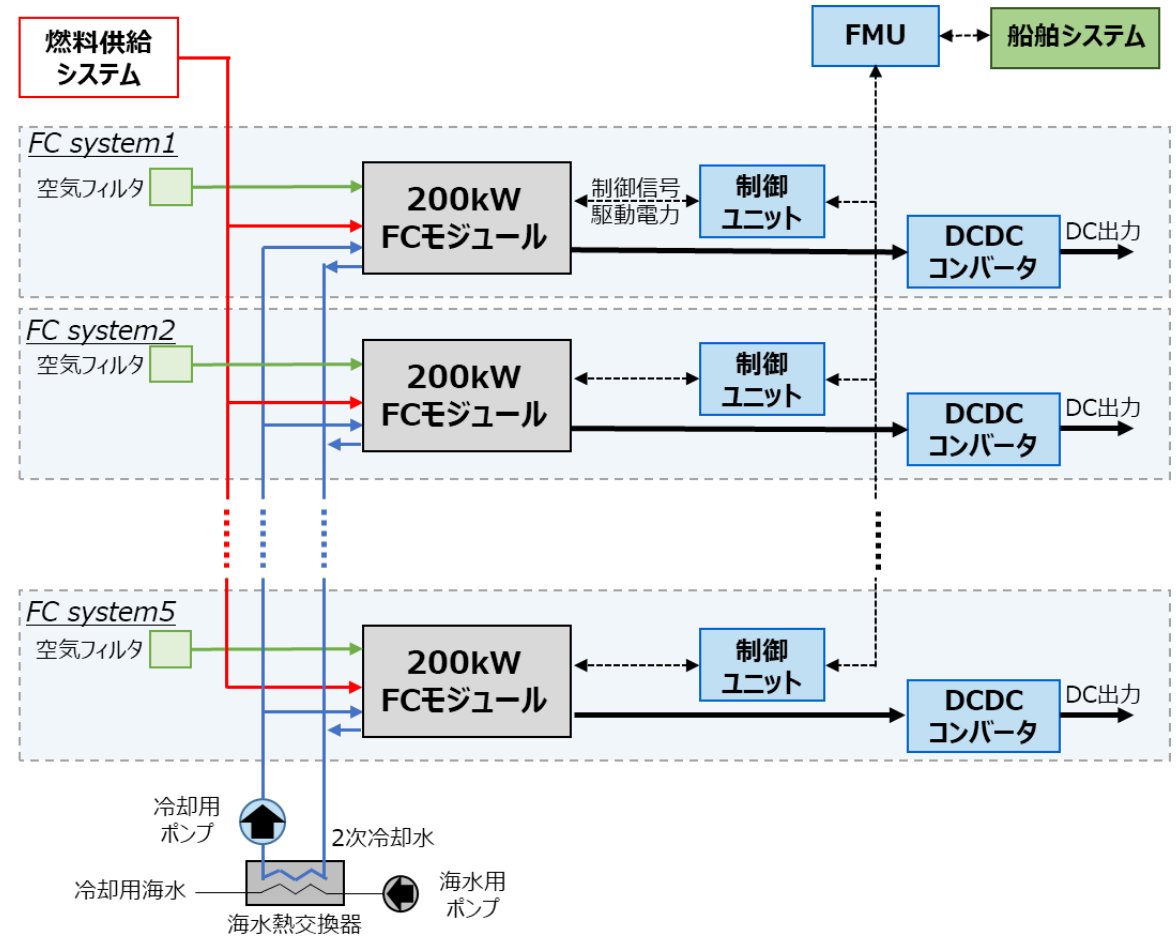 燃料供給
システム
FMU
船舶システム
FC system1
空気フィルタ
200kW
FCモジュール
制御信号
駆動電力
制御
ユニット
DCDC
コンバータ
DC出力
FC system2
空気フィルタ
200kW
FCモジュール
制御
ユニット
DCDC
コンバータ
DC出力
FC system5
空気フィルタ
200kW
FCモジュール
制御
ユニット
DCDC
コンバータ
DC出力
冷却用
ポンプ
2次冷却水
冷却用海水
海水用
ポンプ
海水熱交換器